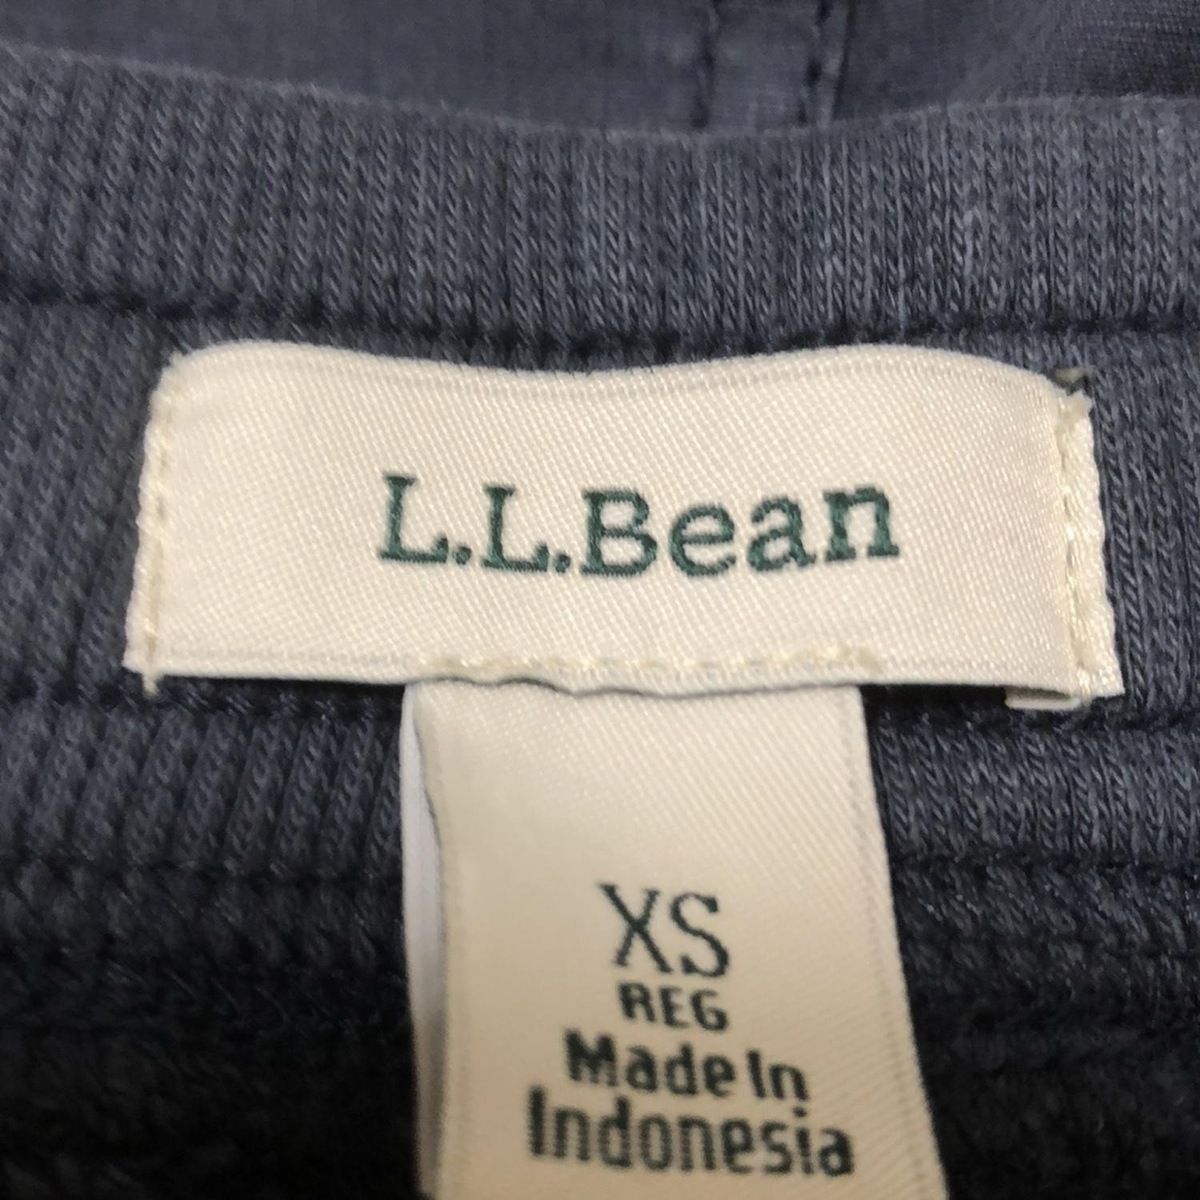 L.L.Bean
XS
REG
Made In
Indonesia